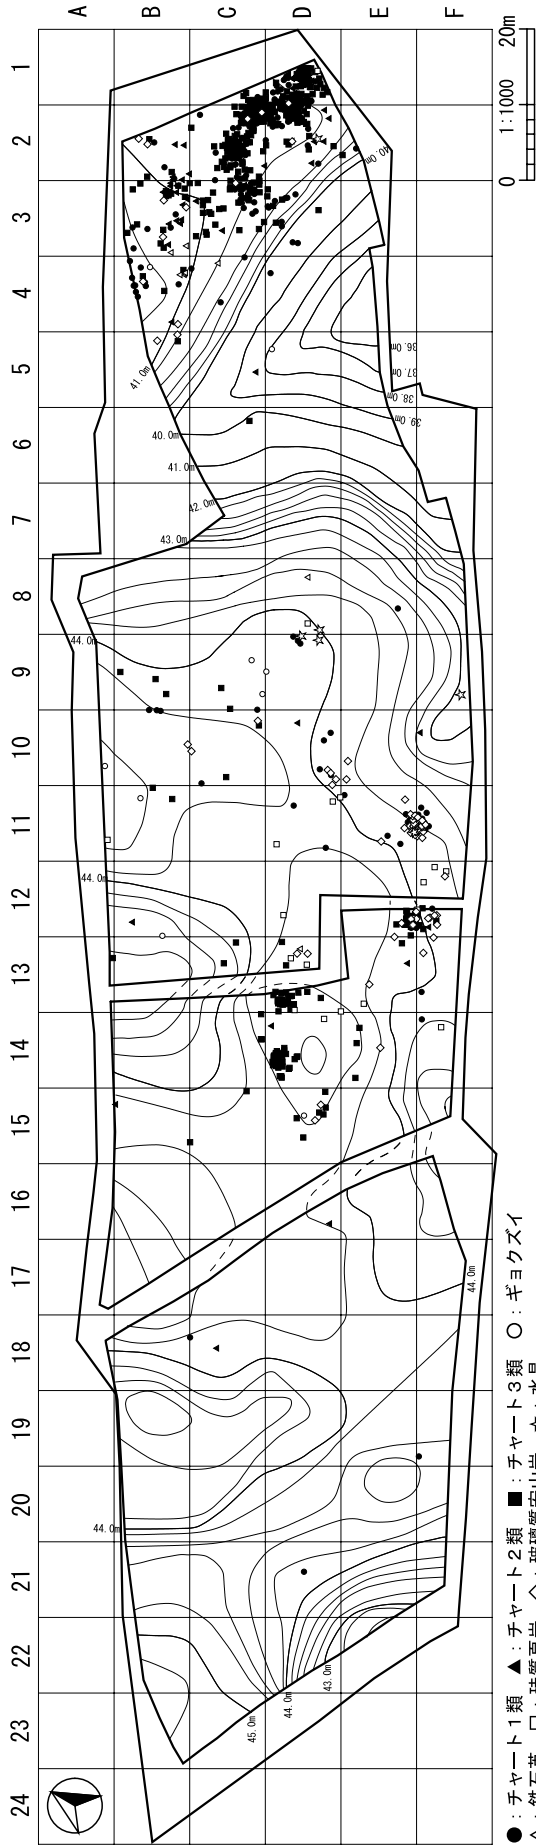 A
B
C
D
E
F
1
2
3
4
5
6
7
8
9
10
11
12
13
14
15
16
17
18
19
20
21
22
23
24
0 1:1000 20m
40.0m
41.0m
36.0m
37.0m
38.0m
39.0m
40.0m
41.0m
42.0m
43.0m
44.0m
44.0m
44.0m
44.0m
45.0m
44.0m
43.0m
●：チャート1類 ▲：チャート2類 ■：チャート3類 ○：ギョクズイ
△：鉄石英 □：珪質頁岩 ◇：玻璃質安山岩 ☆：水晶